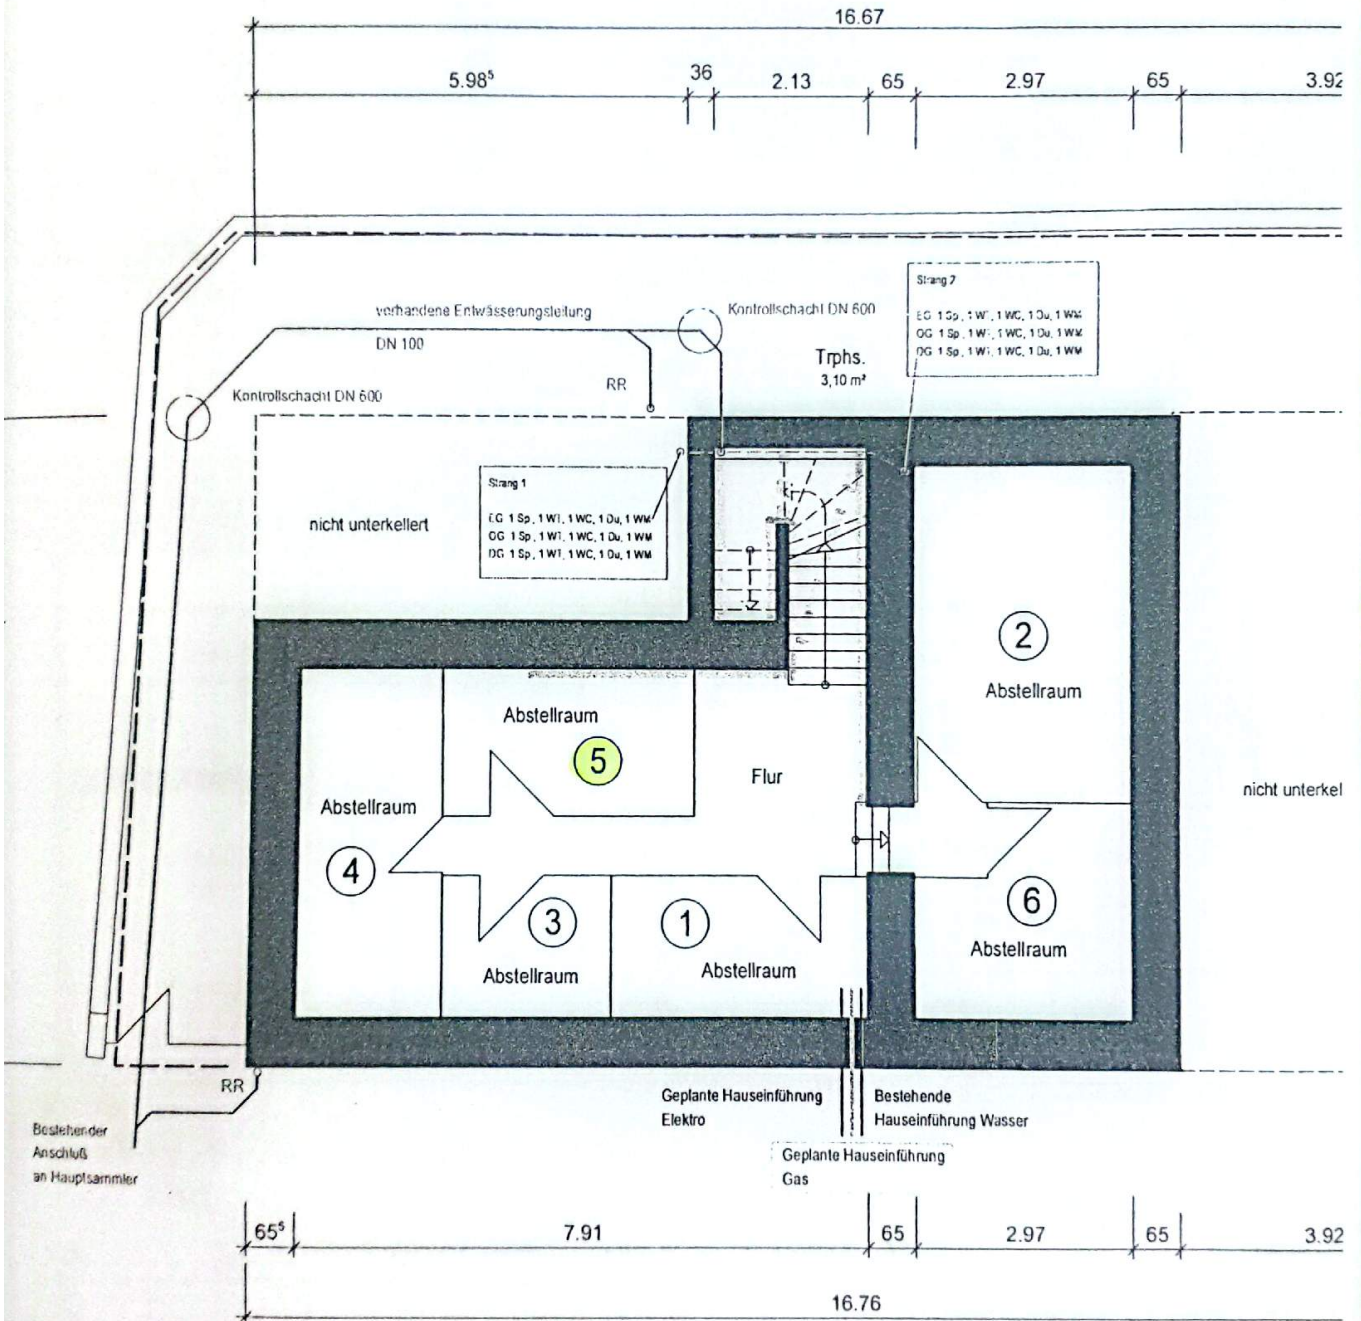 16.67
5.98⁵ 36 2.13 65 2.97 65 3.92
Strang 2
EG 1 Sp, 1 WT, 1 WC, 1 Du, 1 WM
OG 1 Sp, 1 WT, 1 WC, 1 Du, 1 WM
DG 1 Sp, 1 WT, 1 WC, 1 Du, 1 WM
vorhandene Entwässerungsleitung
DN 100
Kontrollschacht DN 600
Trphs.
3,10 m²
RR
Kontrollschacht DN 600
Strang 1
EG 1 Sp, 1 WT, 1 WC, 1 Du, 1 WM
OG 1 Sp, 1 WT, 1 WC, 1 Du, 1 WM
DG 1 Sp, 1 WT, 1 WC, 1 Du, 1 WM
nicht unterkellert
2
Abstellraum
Abstellraum
5
Flur
nicht unterkel
Abstellraum
4
3
Abstellraum
1
Abstellraum
6
Abstellraum
RR
Bestehender
Anschluß
an Hauptsammler
Geplante Hauseinführung
Elektro
Bestehende
Hauseinführung Wasser
Geplante Hauseinführung
Gas
65⁵ 7.91 65 2.97 65 3.92
16.76